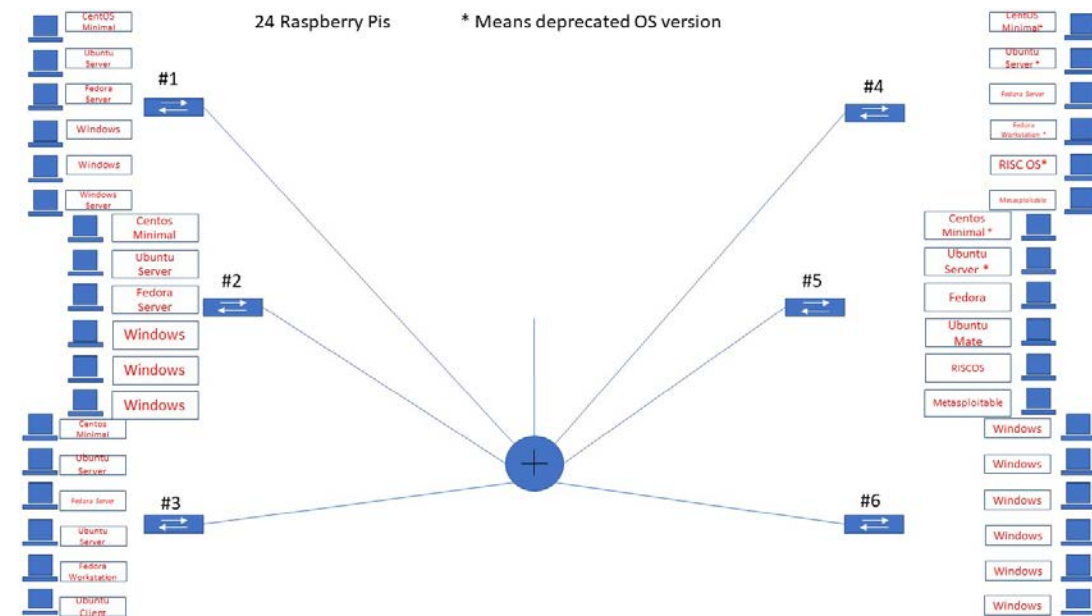 24 Raspberry Pis
* Means deprecated OS version
#1
CentOS
Minimal
Ubuntu
Server
Fedora
Server
Windows
Windows
Windows
Server
#2
Centos
Minimal
Ubuntu
Server
Fedora
Server
Windows
Windows
Windows
#3
Centos
Minimal
Ubuntu
Server
Fedora Server
Ubuntu
Server
Fedora
Workstation
Ubuntu
Client
#4
CentOS
Minimal*
Ubuntu
Server *
Fedora Server
Fedora
Workstation *
RISC OS*
Metasploitable
#5
Centos
Minimal *
Ubuntu
Server *
Fedora
Ubuntu
Mate
RISCOS
Metasploitable
#6
Windows
Windows
Windows
Windows
Windows
Windows